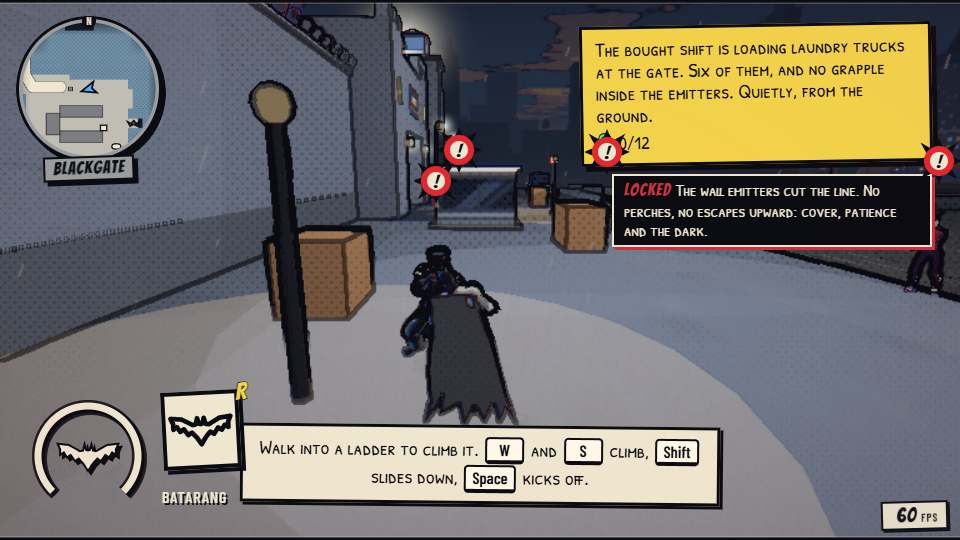 N
BLACKGATE
THE BOUGHT SHIFT IS LOADING LAUNDRY TRUCKS
AT THE GATE. SIX OF THEM, AND NO GRAPPLE
INSIDE THE EMITTERS. QUIETLY, FROM THE
GROUND.
0/12
!
!
!
!
LOCKED THE WAIL EMITTERS CUT THE LINE. NO
PERCHES, NO ESCAPES UPWARD: COVER, PATIENCE
AND THE DARK.
R
BATARANG
WALK INTO A LADDER TO CLIMB IT. W AND S CLIMB, Shift
SLIDES DOWN, Space KICKS OFF.
60 FPS